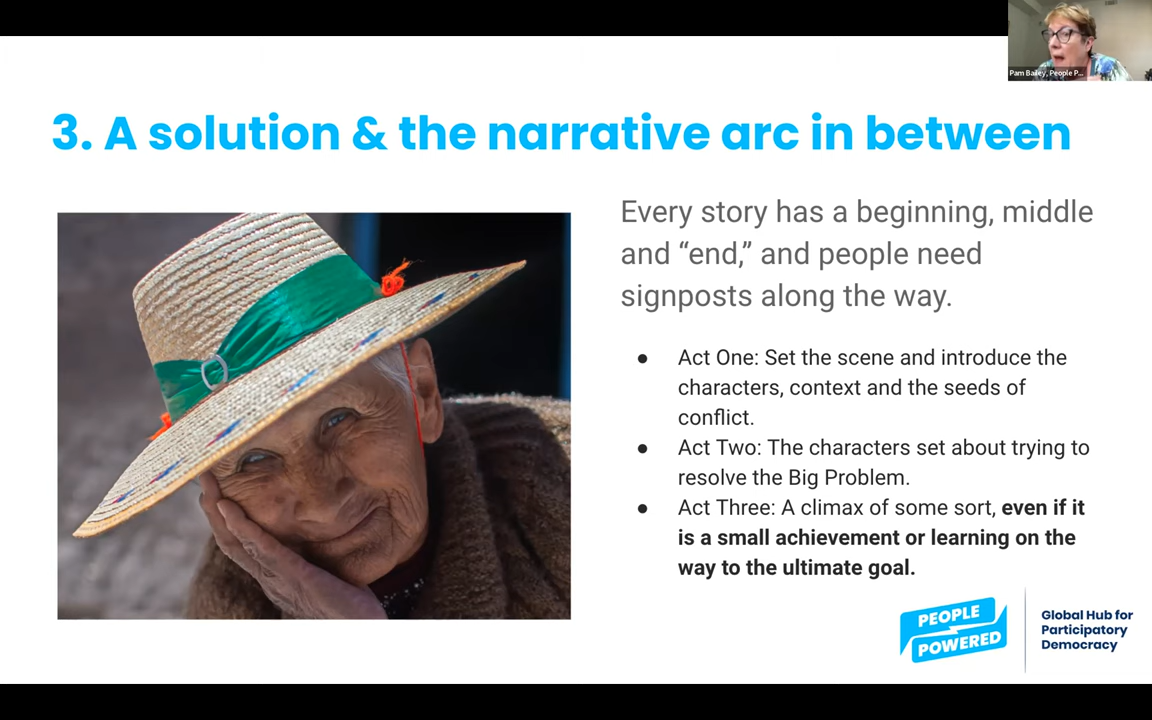 Pam Bailey, People P...
3. A solution & the narrative arc in between
Every story has a beginning, middle
and “end,” and people need
signposts along the way.
● Act One: Set the scene and introduce the
characters, context and the seeds of
conflict.
● Act Two: The characters set about trying to
resolve the Big Problem.
● Act Three: A climax of some sort, even if it
is a small achievement or learning on the
way to the ultimate goal.
PEOPLE
POWERED
Global Hub for
Participatory
Democracy